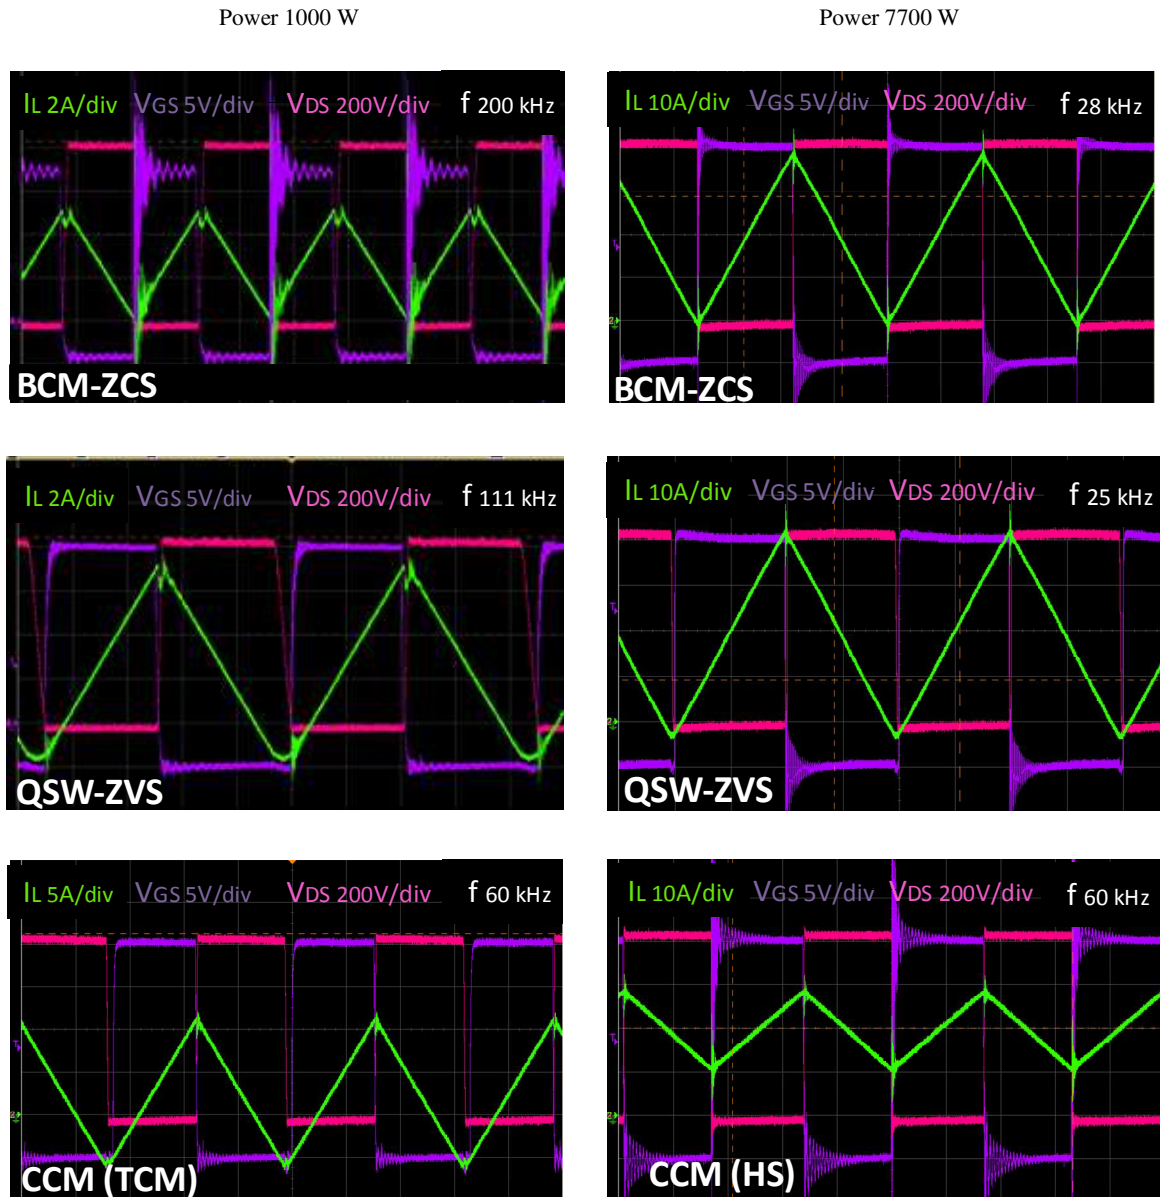 Power 1000 W
Power 7700 W
IL 2A/div VGS 5V/div VDS 200V/div f 200 kHz
BCM-ZCS
IL 10A/div VGS 5V/div VDS 200V/div f 28 kHz
BCM-ZCS
IL 2A/div VGS 5V/div VDS 200V/div f 111 kHz
QSW-ZVS
IL 10A/div VGS 5V/div VDS 200V/div f 25 kHz
QSW-ZVS
IL 5A/div VGS 5V/div VDS 200V/div f 60 kHz
CCM (TCM)
IL 10A/div VGS 5V/div VDS 200V/div f 60 kHz
CCM (HS)